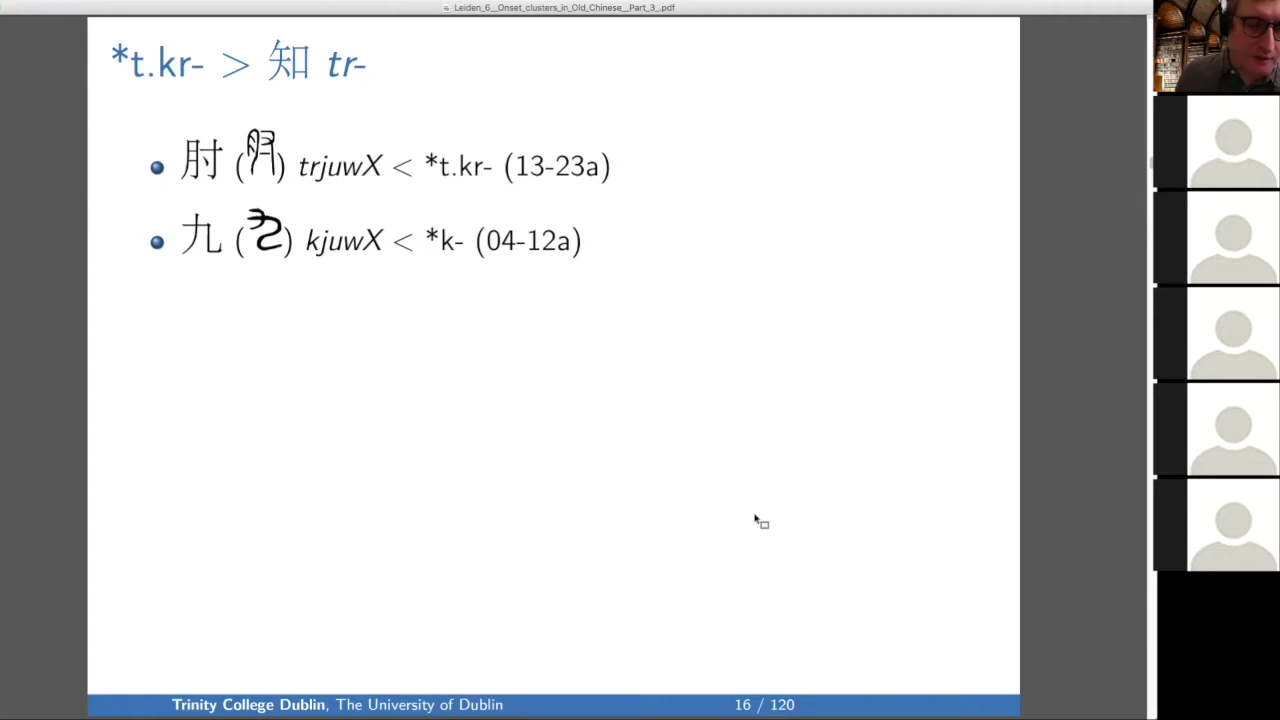 Leiden_6__Onset_clusters_in_Old_Chinese__Part_3_.pdf
*t.kr- > 知 tr-
肘 () trjuwX < *t.kr- (13-23a)
九 () kjuwX < *k- (04-12a)
Trinity College Dublin, The University of Dublin 16 / 120